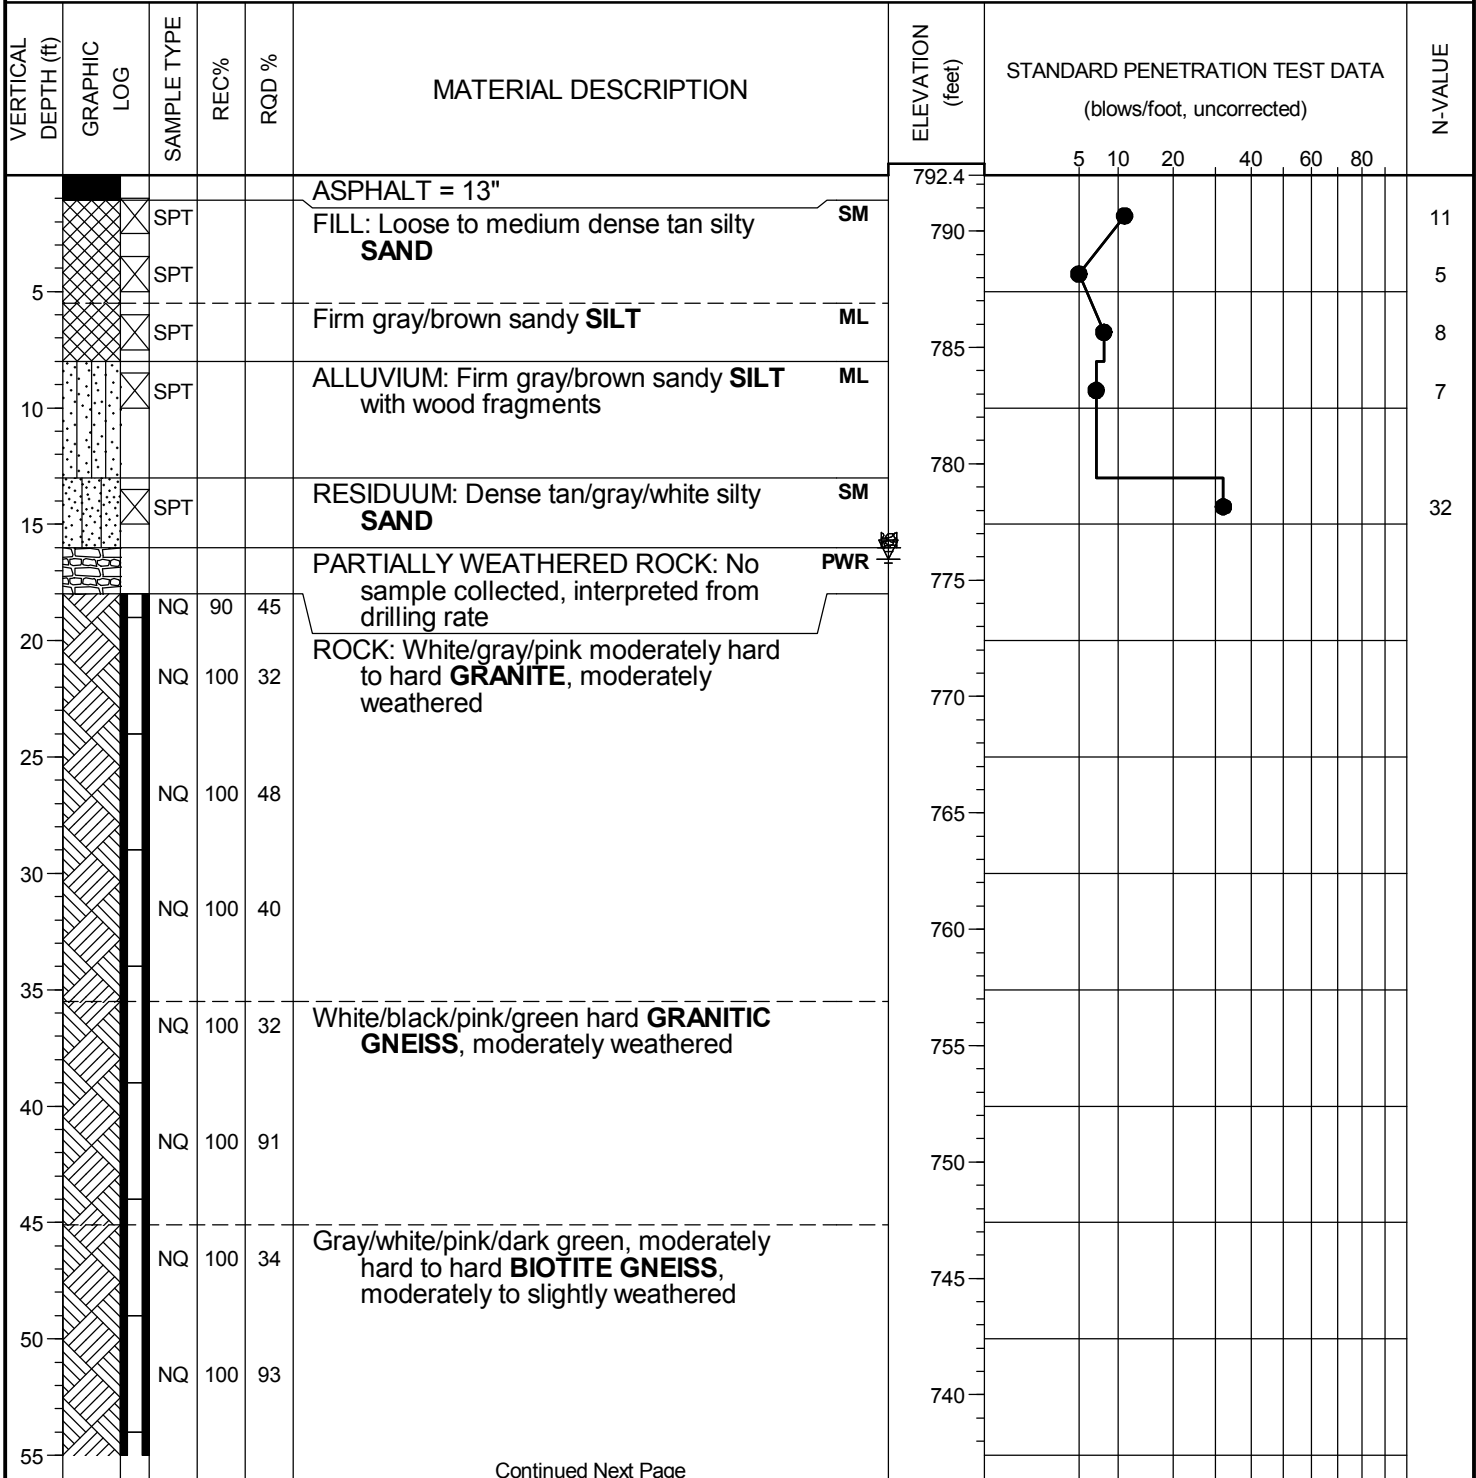 VERTICAL
DEPTH (ft)
GRAPHIC
LOG
SAMPLE TYPE
REC%
RQD %
MATERIAL DESCRIPTION
ELEVATION
(feet)
STANDARD PENETRATION TEST DATA
(blows/foot, uncorrected)
N-VALUE
5 10 20 40 60 80
792.4
ASPHALT = 13"
SPT FILL: Loose to medium dense tan silty SM 11
SAND
790
SPT 5
5
Firm gray/brown sandy SILT ML
SPT 8
785
ALLUVIUM: Firm gray/brown sandy SILT ML
SPT 7
with wood fragments
10
780
RESIDUUM: Dense tan/gray/white silty SM
SPT 32
SAND
15
PARTIALLY WEATHERED ROCK: No PWR
775
sample collected, interpreted from
NQ 90 45
drilling rate
20
ROCK: White/gray/pink moderately hard
NQ 100 32 to hard GRANITE, moderately
770
weathered
25
NQ 100 48
765
30
NQ 100 40
760
35
NQ 100 32 White/black/pink/green hard GRANITIC
GNEISS, moderately weathered
755
40
NQ 100 91
750
45
Gray/white/pink/dark green, moderately
NQ 100 34 hard to hard BIOTITE GNEISS,
745
moderately to slightly weathered
50
NQ 100 93
740
55
Continued Next Page